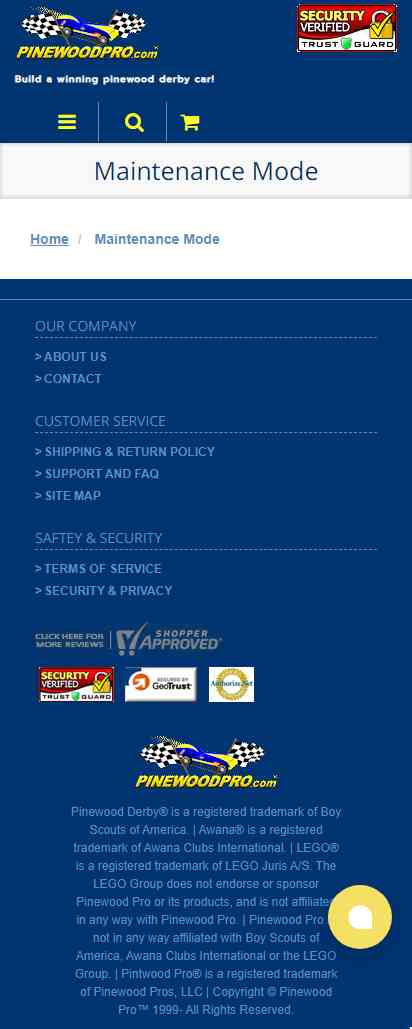 PINEWOODPRO.com
SECURITY
VERIFIED
TRUST GUARD
Build a winning pinewood derby car!
Maintenance Mode
Home / Maintenance Mode
OUR COMPANY
> ABOUT US
> CONTACT
CUSTOMER SERVICE
> SHIPPING & RETURN POLICY
> SUPPORT AND FAQ
> SITE MAP
SAFTEY & SECURITY
> TERMS OF SERVICE
> SECURITY & PRIVACY
CLICK HERE FOR
MORE REVIEWS
SHOPPER
APPROVED
SECURITY
VERIFIED
TRUST GUARD
SECURED BY
GeoTrust
Authorize.Net
PINEWOODPRO.com
Pinewood Derby® is a registered trademark of Boy
Scouts of America. | Awana® is a registered
trademark of Awana Clubs International. | LEGO®
is a registered trademark of LEGO Juris A/S. The
LEGO Group does not endorse or sponsor
Pinewood Pro or its products, and is not affiliated
in any way with Pinewood Pro. | Pinewood Pro
not in any way affiliated with Boy Scouts of
America, Awana Clubs International or the LEGO
Group. | Pintwood Pro® is a registered trademark
of Pinewood Pros, LLC | Copyright © Pinewood
Pro™ 1999- All Rights Reserved.